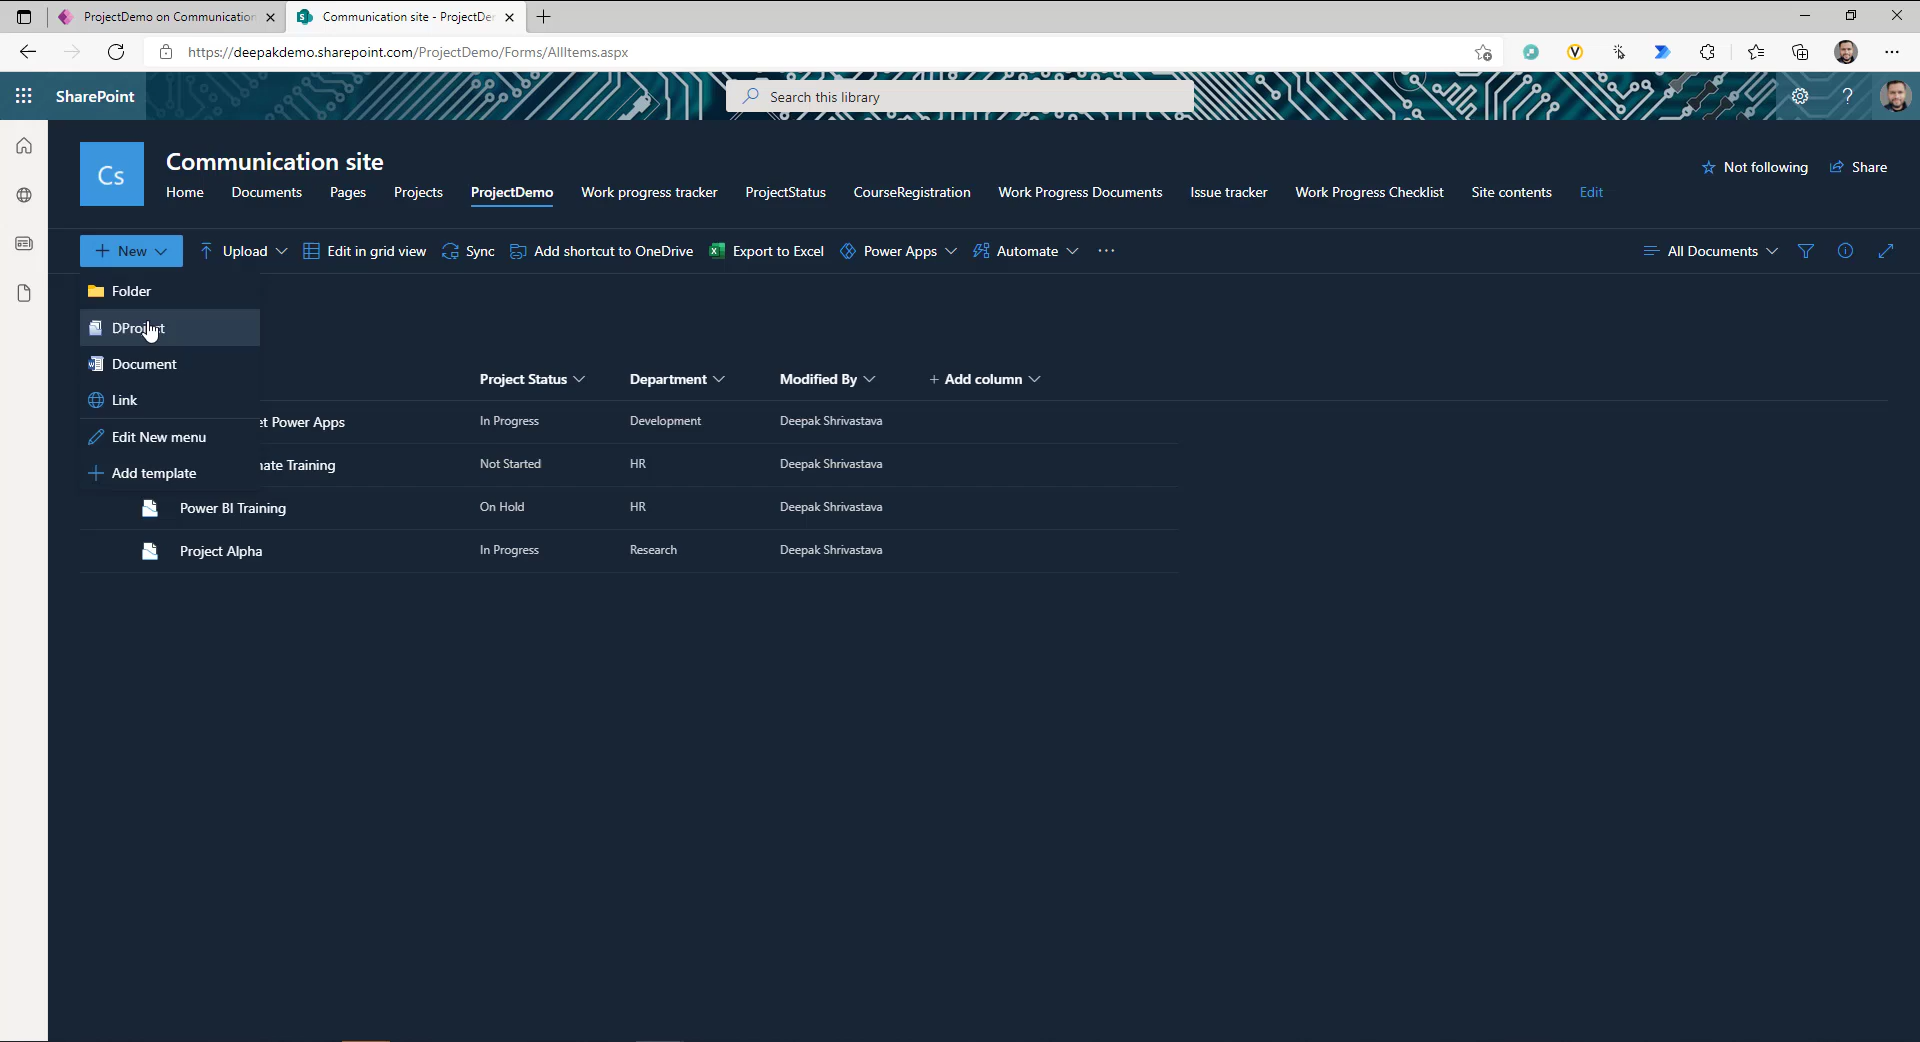 ProjectDemo on Communication
Communication site - ProjectDe
https://deepakdemo.sharepoint.com/ProjectDemo/Forms/AllItems.aspx
SharePoint
Search this library
Cs
Communication site
Home Documents Pages Projects ProjectDemo Work progress tracker ProjectStatus CourseRegistration Work Progress Documents Issue tracker Work Progress Checklist Site contents Edit
Not following Share
New Upload Edit in grid view Sync Add shortcut to OneDrive Export to Excel Power Apps Automate ... All Documents
Folder
DProject
Document
Link
Edit New menu
Add template
Project Status Department Modified By + Add column
et Power Apps In Progress Development Deepak Shrivastava
nate Training Not Started HR Deepak Shrivastava
Power BI Training On Hold HR Deepak Shrivastava
Project Alpha In Progress Research Deepak Shrivastava